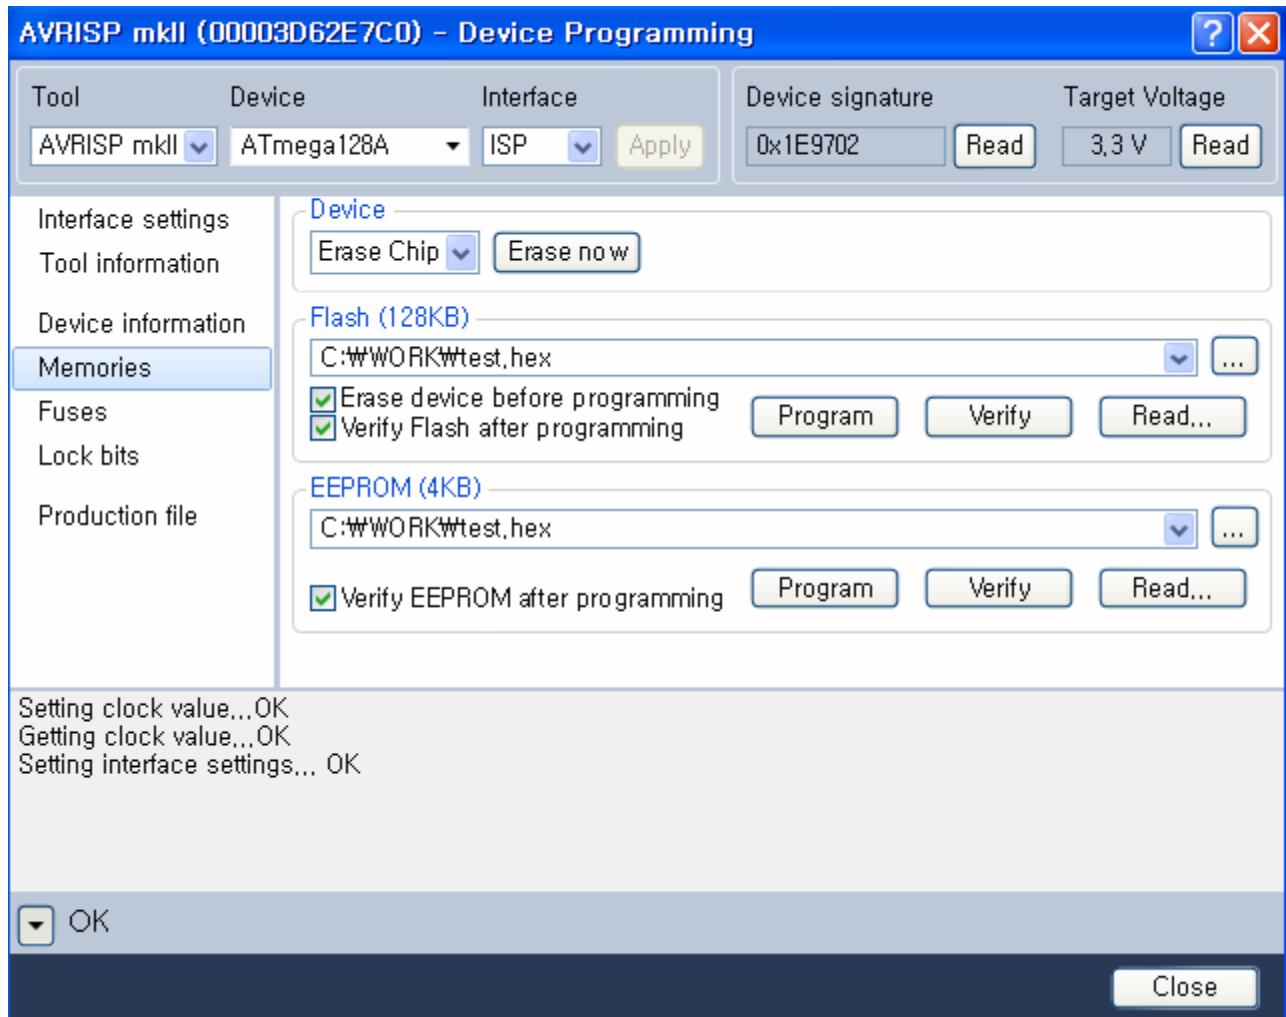 AVRISP mkII (00003D62E7C0) - Device Programming
Tool Device Interface Device signature Target Voltage
AVRISP mkII ATmega128A ISP Apply 0x1E9702 Read 3,3 V Read
Interface settings
Tool information
Device information
Memories
Fuses
Lock bits
Production file
Device
Erase Chip Erase now
Flash (128KB)
C:₩WORK₩test,hex ...
Erase device before programming
Verify Flash after programming
Program Verify Read,,,
EEPROM (4KB)
C:₩WORK₩test,hex ...
Verify EEPROM after programming Program Verify Read,,,
Setting clock value,,,OK
Getting clock value,,,OK
Setting interface settings,,, OK
OK
Close